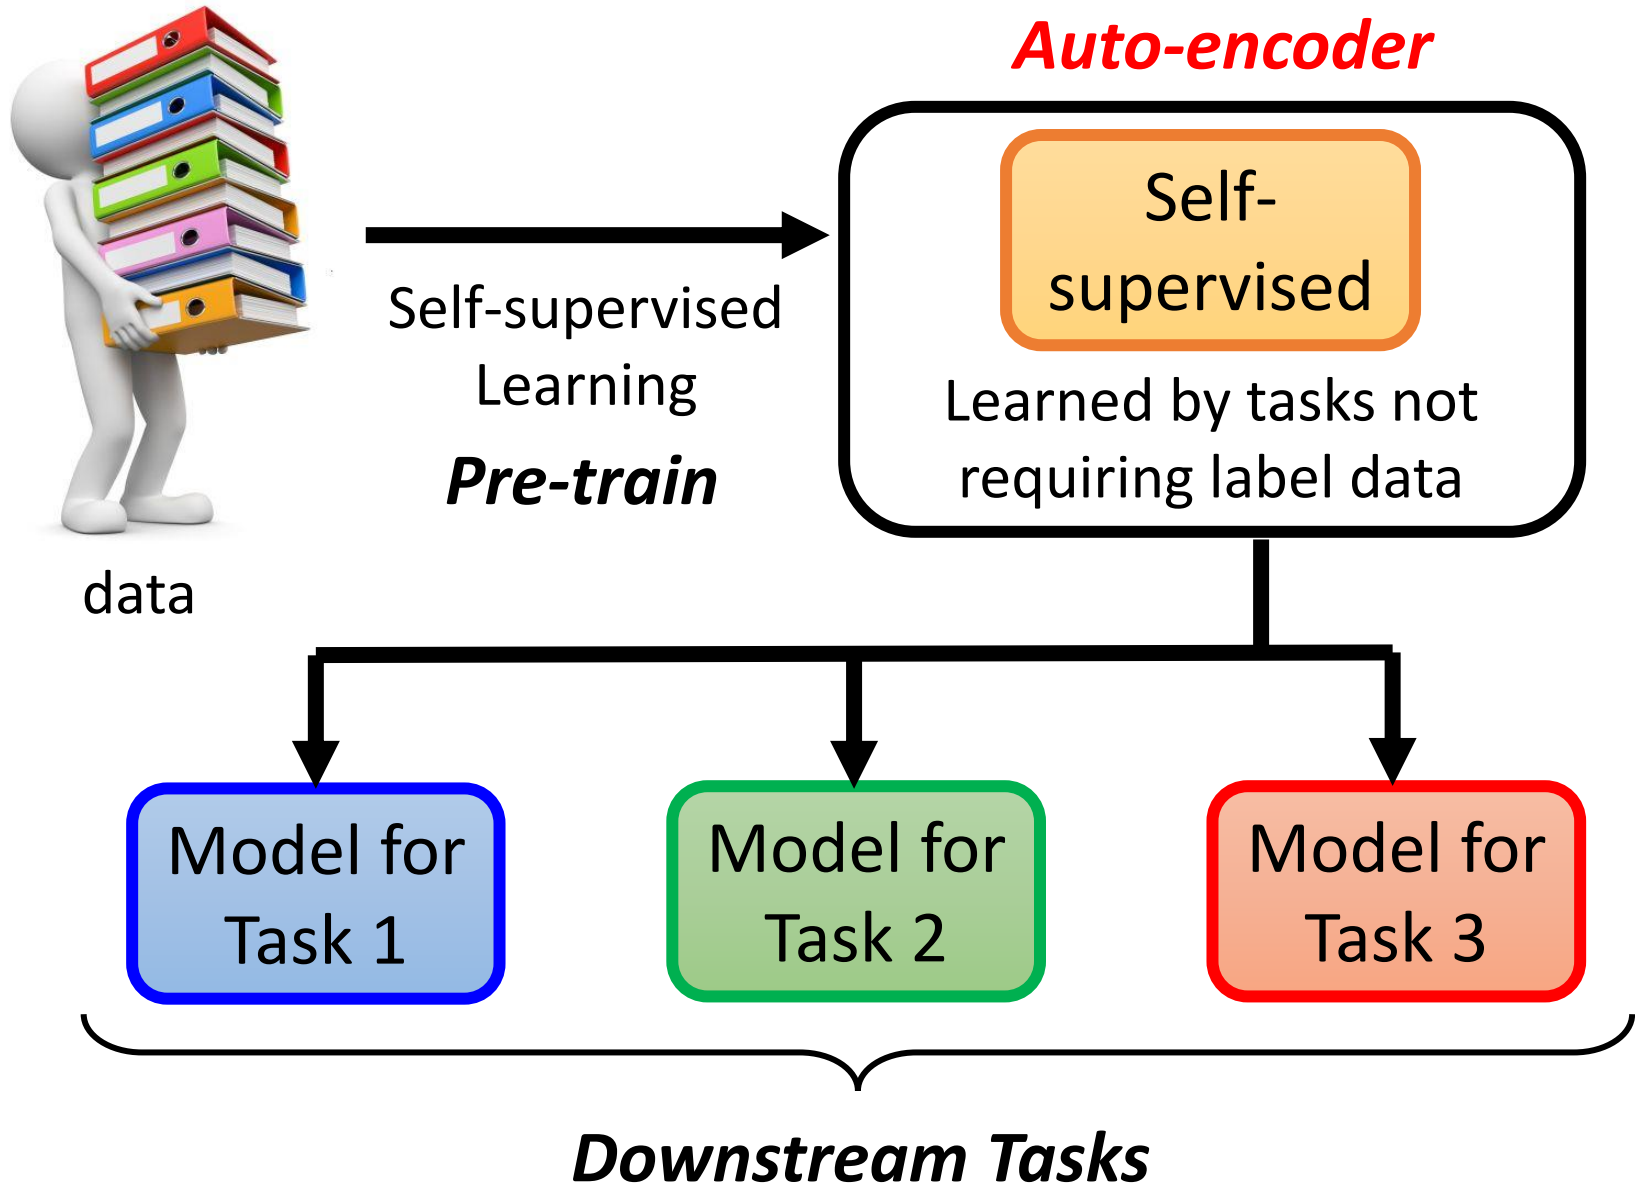 Auto-encoder
Self-
supervised
Learned by tasks not
requiring label data
Self-supervised
Learning
Pre-train
data
Model for
Task 1
Model for
Task 2
Model for
Task 3
Downstream Tasks